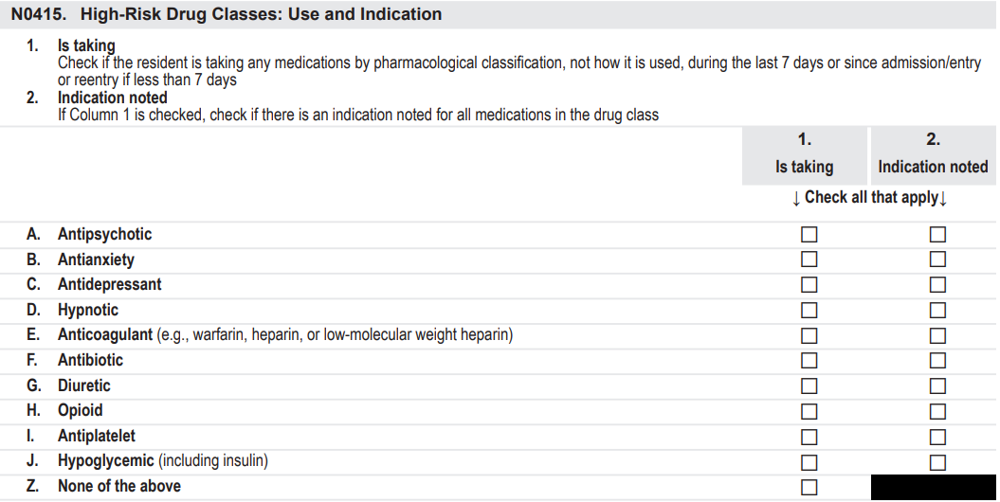 N0415. High-Risk Drug Classes: Use and Indication
1. Is taking
Check if the resident is taking any medications by pharmacological classification, not how it is used, during the last 7 days or since admission/entry
or reentry if less than 7 days
2. Indication noted
If Column 1 is checked, check if there is an indication noted for all medications in the drug class
1. 2.
Is taking Indication noted
↓ Check all that apply↓
A. Antipsychotic ☐ ☐
B. Antianxiety ☐ ☐
C. Antidepressant ☐ ☐
D. Hypnotic ☐ ☐
E. Anticoagulant (e.g., warfarin, heparin, or low-molecular weight heparin) ☐ ☐
F. Antibiotic ☐ ☐
G. Diuretic ☐ ☐
H. Opioid ☐ ☐
I. Antiplatelet ☐ ☐
J. Hypoglycemic (including insulin) ☐ ☐
Z. None of the above ☐